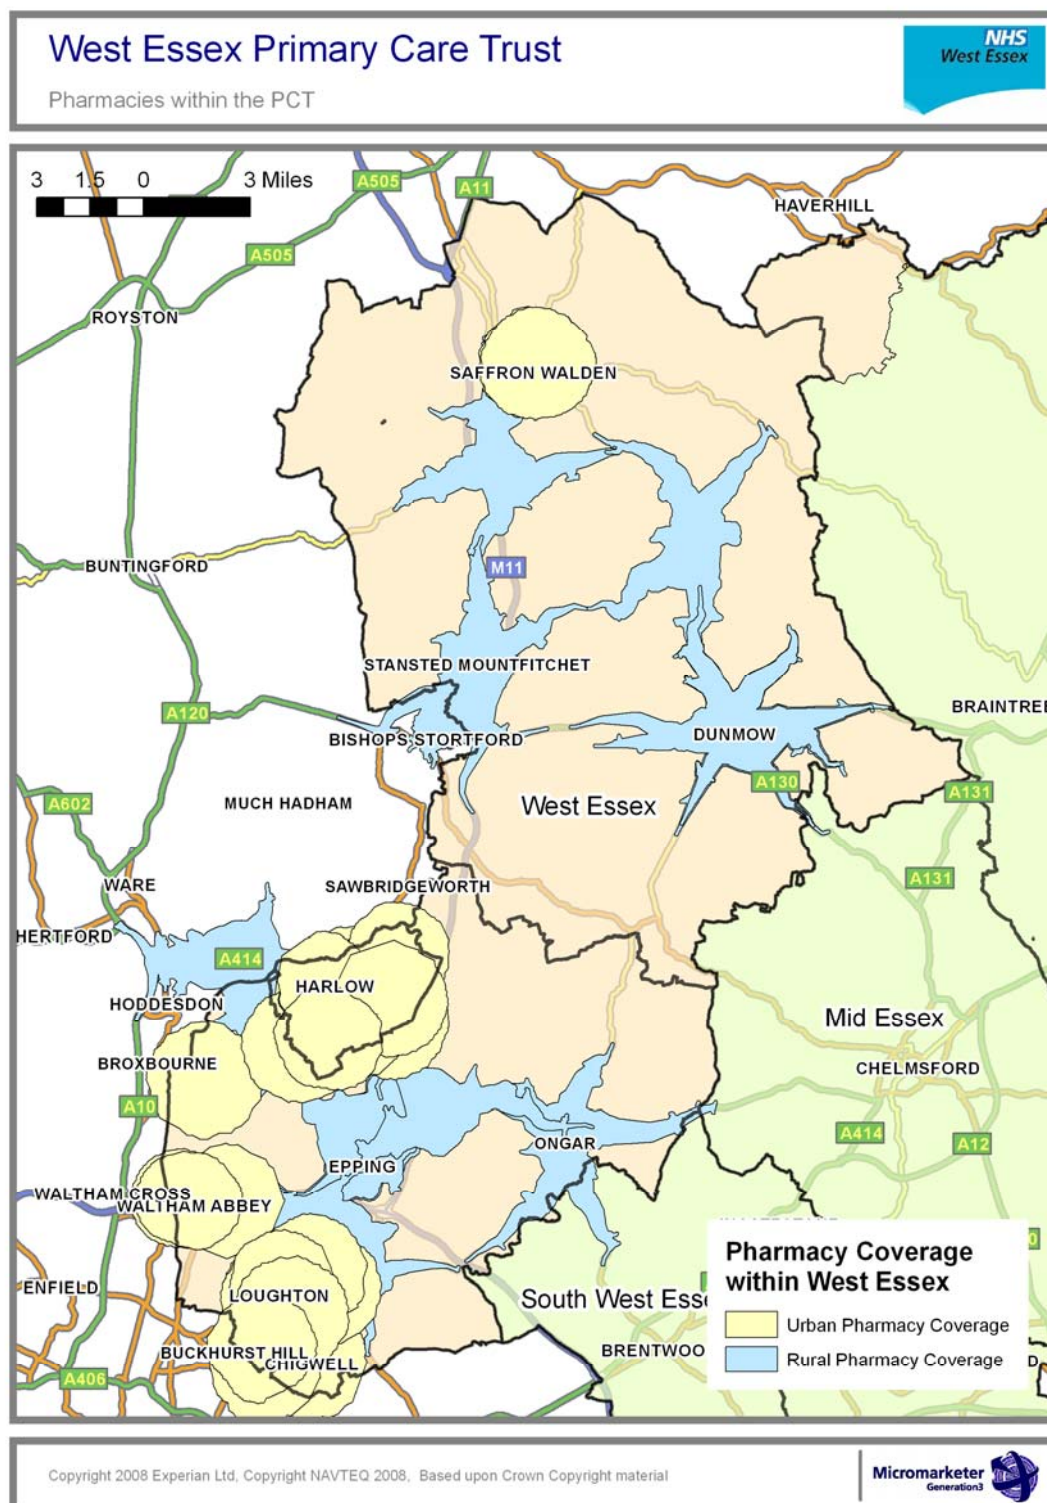 West Essex Primary Care Trust
Pharmacies within the PCT
NHS
West Essex
3 1.5 0 3 Miles
A505
A11
HAVERHILL
A505
ROYSTON
SAFFRON WALDEN
BUNTINGFORD
M11
STANSTED MOUNTFITCHET
A120
BRAINTREE
DUNMOW
BISHOPS STORTFORD
A130
A131
A602
MUCH HADHAM
West Essex
A131
WARE
SAWBRIDGEWORTH
HERTFORD
A414
HARLOW
HODDESDON
Mid Essex
BROXBOURNE
CHELMSFORD
A10
A414
A12
ONGAR
EPPING
WALTHAM CROSS
WALTHAM ABBEY
Pharmacy Coverage
within West Essex
ENFIELD
LOUGHTON
South West Esse
Urban Pharmacy Coverage
BUCKHURST HILL
CHIGWELL
BRENTWOO
Rural Pharmacy Coverage
D
A406
Copyright 2008 Experian Ltd, Copyright NAVTEQ 2008, Based upon Crown Copyright material
Micromarketer
Generation3